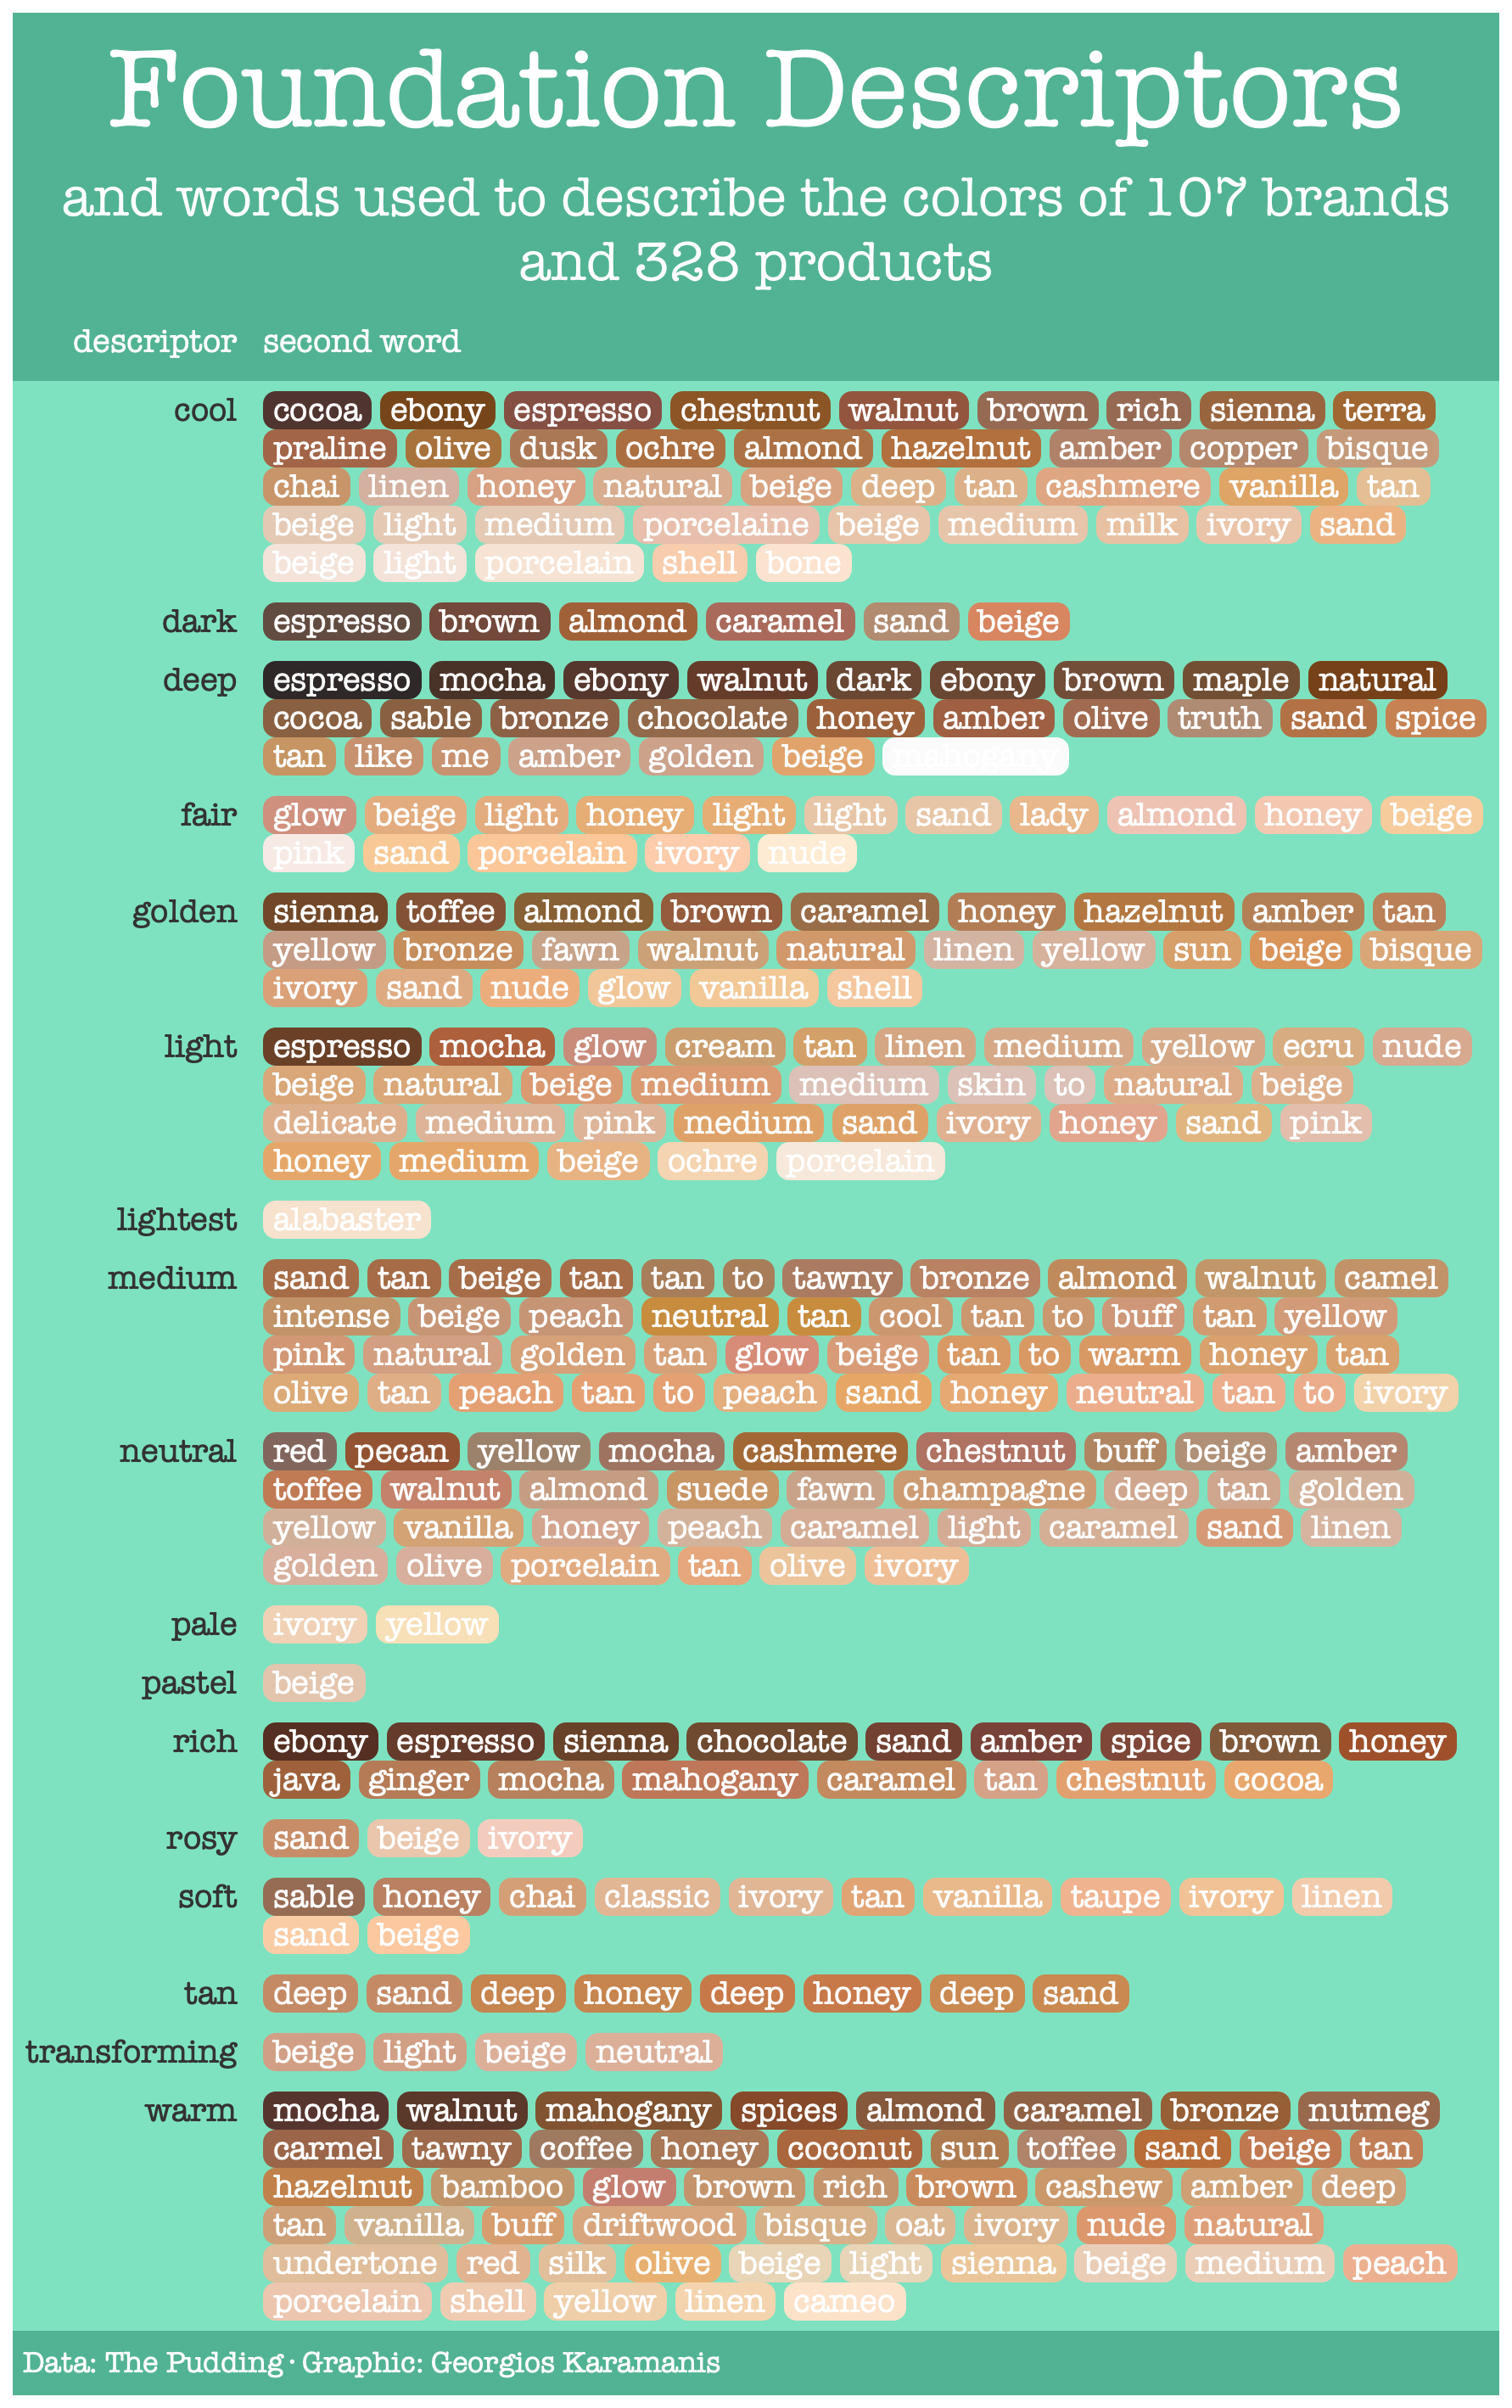 Foundation Descriptors
and words used to describe the colors of 107 brands
and 328 products
descriptor second word
cool cocoa ebony espresso chestnut walnut brown rich sienna terra
praline olive dusk ochre almond hazelnut amber copper bisque
chai linen honey natural beige deep tan cashmere vanilla tan
beige light medium porcelaine beige medium milk ivory sand
beige light porcelain shell bone
dark espresso brown almond caramel sand beige
deep espresso mocha ebony walnut dark ebony brown maple natural
cocoa sable bronze chocolate honey amber olive truth sand spice
tan like me amber golden beige mahogany
fair glow beige light honey light light sand lady almond honey beige
pink sand porcelain ivory nude
golden sienna toffee almond brown caramel honey hazelnut amber tan
yellow bronze fawn walnut natural linen yellow sun beige bisque
ivory sand nude glow vanilla shell
light espresso mocha glow cream tan linen medium yellow ecru nude
beige natural beige medium medium skin to natural beige
delicate medium pink medium sand ivory honey sand pink
honey medium beige ochre porcelain
lightest alabaster
medium sand tan beige tan tan to tawny bronze almond walnut camel
intense beige peach neutral tan cool tan to buff tan yellow
pink natural golden tan glow beige tan to warm honey tan
olive tan peach tan to peach sand honey neutral tan to ivory
neutral red pecan yellow mocha cashmere chestnut buff beige amber
toffee walnut almond suede fawn champagne deep tan golden
yellow vanilla honey peach caramel light caramel sand linen
golden olive porcelain tan olive ivory
pale ivory yellow
pastel beige
rich ebony espresso sienna chocolate sand amber spice brown honey
java ginger mocha mahogany caramel tan chestnut cocoa
rosy sand beige ivory
soft sable honey chai classic ivory tan vanilla taupe ivory linen
sand beige
tan deep sand deep honey deep honey deep sand
transforming beige light beige neutral
warm mocha walnut mahogany spices almond caramel bronze nutmeg
carmel tawny coffee honey coconut sun toffee sand beige tan
hazelnut bamboo glow brown rich brown cashew amber deep
tan vanilla buff driftwood bisque oat ivory nude natural
undertone red silk olive beige light sienna beige medium peach
porcelain shell yellow linen cameo
Data: The Pudding · Graphic: Georgios Karamanis